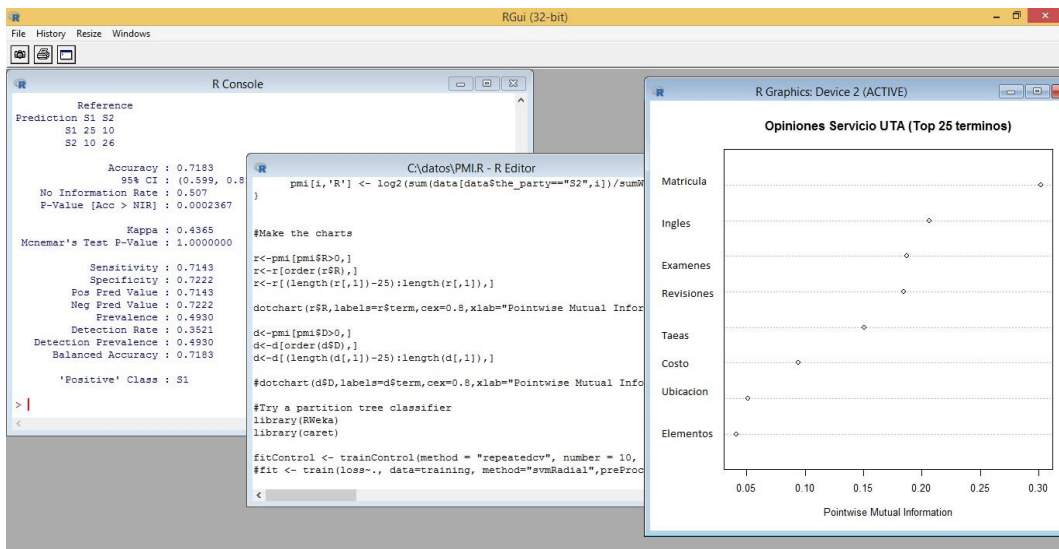 RGui (32-bit)
File History Resize Windows
R Console
Reference
Prediction S1 S2
S1 25 10
S2 10 26
Accuracy : 0.7183
95% CI : (0.599, 0.8
No Information Rate : 0.507
P-Value [Acc > NIR] : 0.0002367
Kappa : 0.4365
Mcnemar's Test P-Value : 1.0000000
Sensitivity : 0.7143
Specificity : 0.7222
Pos Pred Value : 0.7143
Neg Pred Value : 0.7222
Prevalence : 0.4930
Detection Rate : 0.3521
Detection Prevalence : 0.4930
Balanced Accuracy : 0.7183
'Positive' Class : S1
>
C:\datos\PMI.R - R Editor
pmi[i,'R'] <- log2(sum(data[data$the_party=="S2",i])/sumW
}
#Make the charts
r<-pmi[pmi$R>0,]
r<-r[order(r$R),]
r<-r[(length(r[,1])-25):length(r[,1]),]
dotchart(r$R,labels=r$term,cex=0.8,xlab="Pointwise Mutual Infor
d<-pmi[pmi$D>0,]
d<-d[order(d$D),]
d<-d[(length(d[,1])-25):length(d[,1]),]
#dotchart(d$D,labels=d$term,cex=0.8,xlab="Pointwise Mutual Info
#Try a partition tree classifier
library(RWeka)
library(caret)
fitControl <- trainControl(method = "repeatedcv", number = 10,
#fit <- train(loss~., data=training, method="svmRadial",preProc
R Graphics: Device 2 (ACTIVE)
Opiniones Servicio UTA (Top 25 terminos)
Matricula
Ingles
Examenes
Revisiones
Taeas
Costo
Ubicacion
Elementos
0.05 0.10 0.15 0.20 0.25 0.30
Pointwise Mutual Information